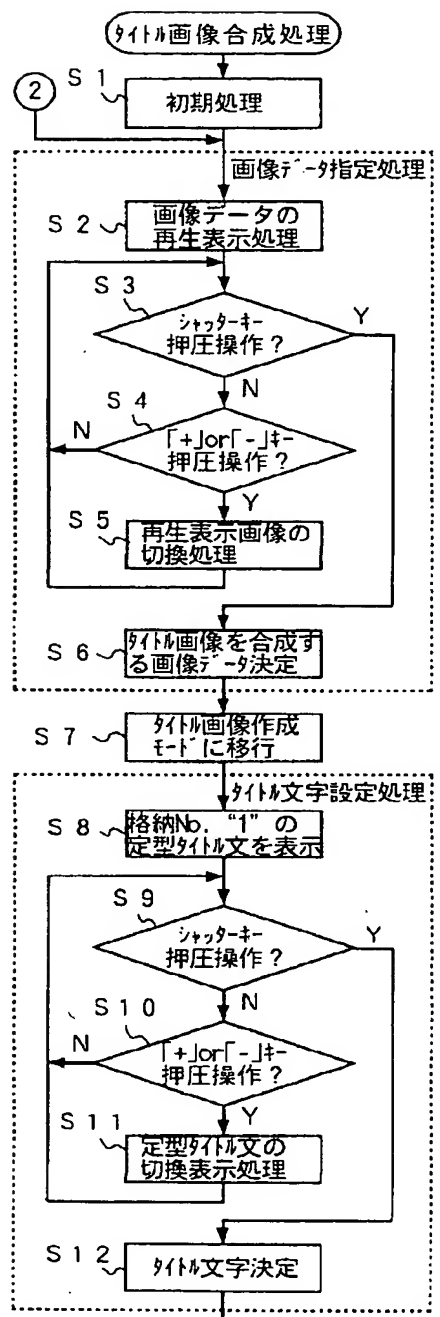 ﾀｲﾄﾙ画像合成処理
S1
初期処理
2
画像ﾃﾞｰﾀ指定処理
S2
画像データの
再生表示処理
S3
ｼｬｯﾀｰｷｰ
押圧操作?
Y
N
S4
「+」or「-」ｷｰ
押圧操作?
N
Y
S5
再生表示画像の
切換処理
S6
ﾀｲﾄﾙ画像を合成す
る画像ﾃﾞｰﾀ決定
S7
ﾀｲﾄﾙ画像作成
ﾓｰﾄﾞに移行
ﾀｲﾄﾙ文字設定処理
S8
格納No. “1”の
定型ﾀｲﾄﾙ文を表示
S9
ｼｬｯﾀｰｷｰ
押圧操作?
Y
N
S10
「+」or「-」ｷｰ
押圧操作?
N
Y
S11
定型ﾀｲﾄﾙ文の
切換表示処理
S12
ﾀｲﾄﾙ文字決定